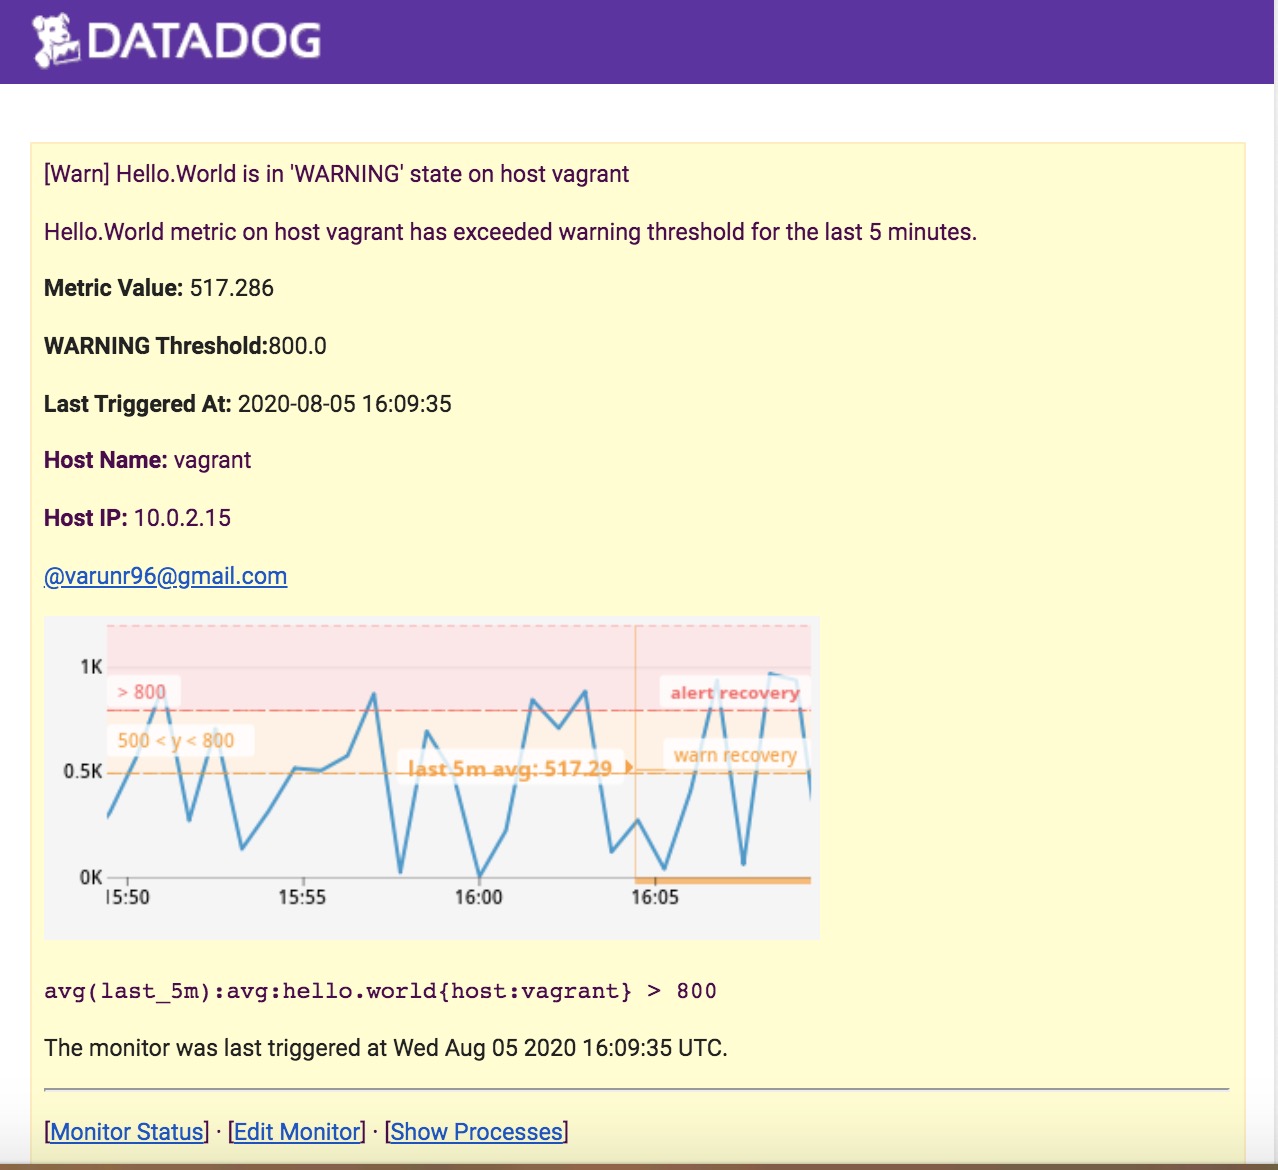 DATADOG
[Warn] Hello.World is in 'WARNING' state on host vagrant
Hello.World metric on host vagrant has exceeded warning threshold for the last 5 minutes.
Metric Value: 517.286
WARNING Threshold:800.0
Last Triggered At: 2020-08-05 16:09:35
Host Name: vagrant
Host IP: 10.0.2.15
@varunr96@gmail.com
1K
> 800
alert recovery
500 < y < 800
warn recovery
0.5K
last 5m avg: 517.29
0K
15:50 15:55 16:00 16:05
avg(last_5m):avg:hello.world{host:vagrant} > 800
The monitor was last triggered at Wed Aug 05 2020 16:09:35 UTC.
[Monitor Status] · [Edit Monitor] · [Show Processes]